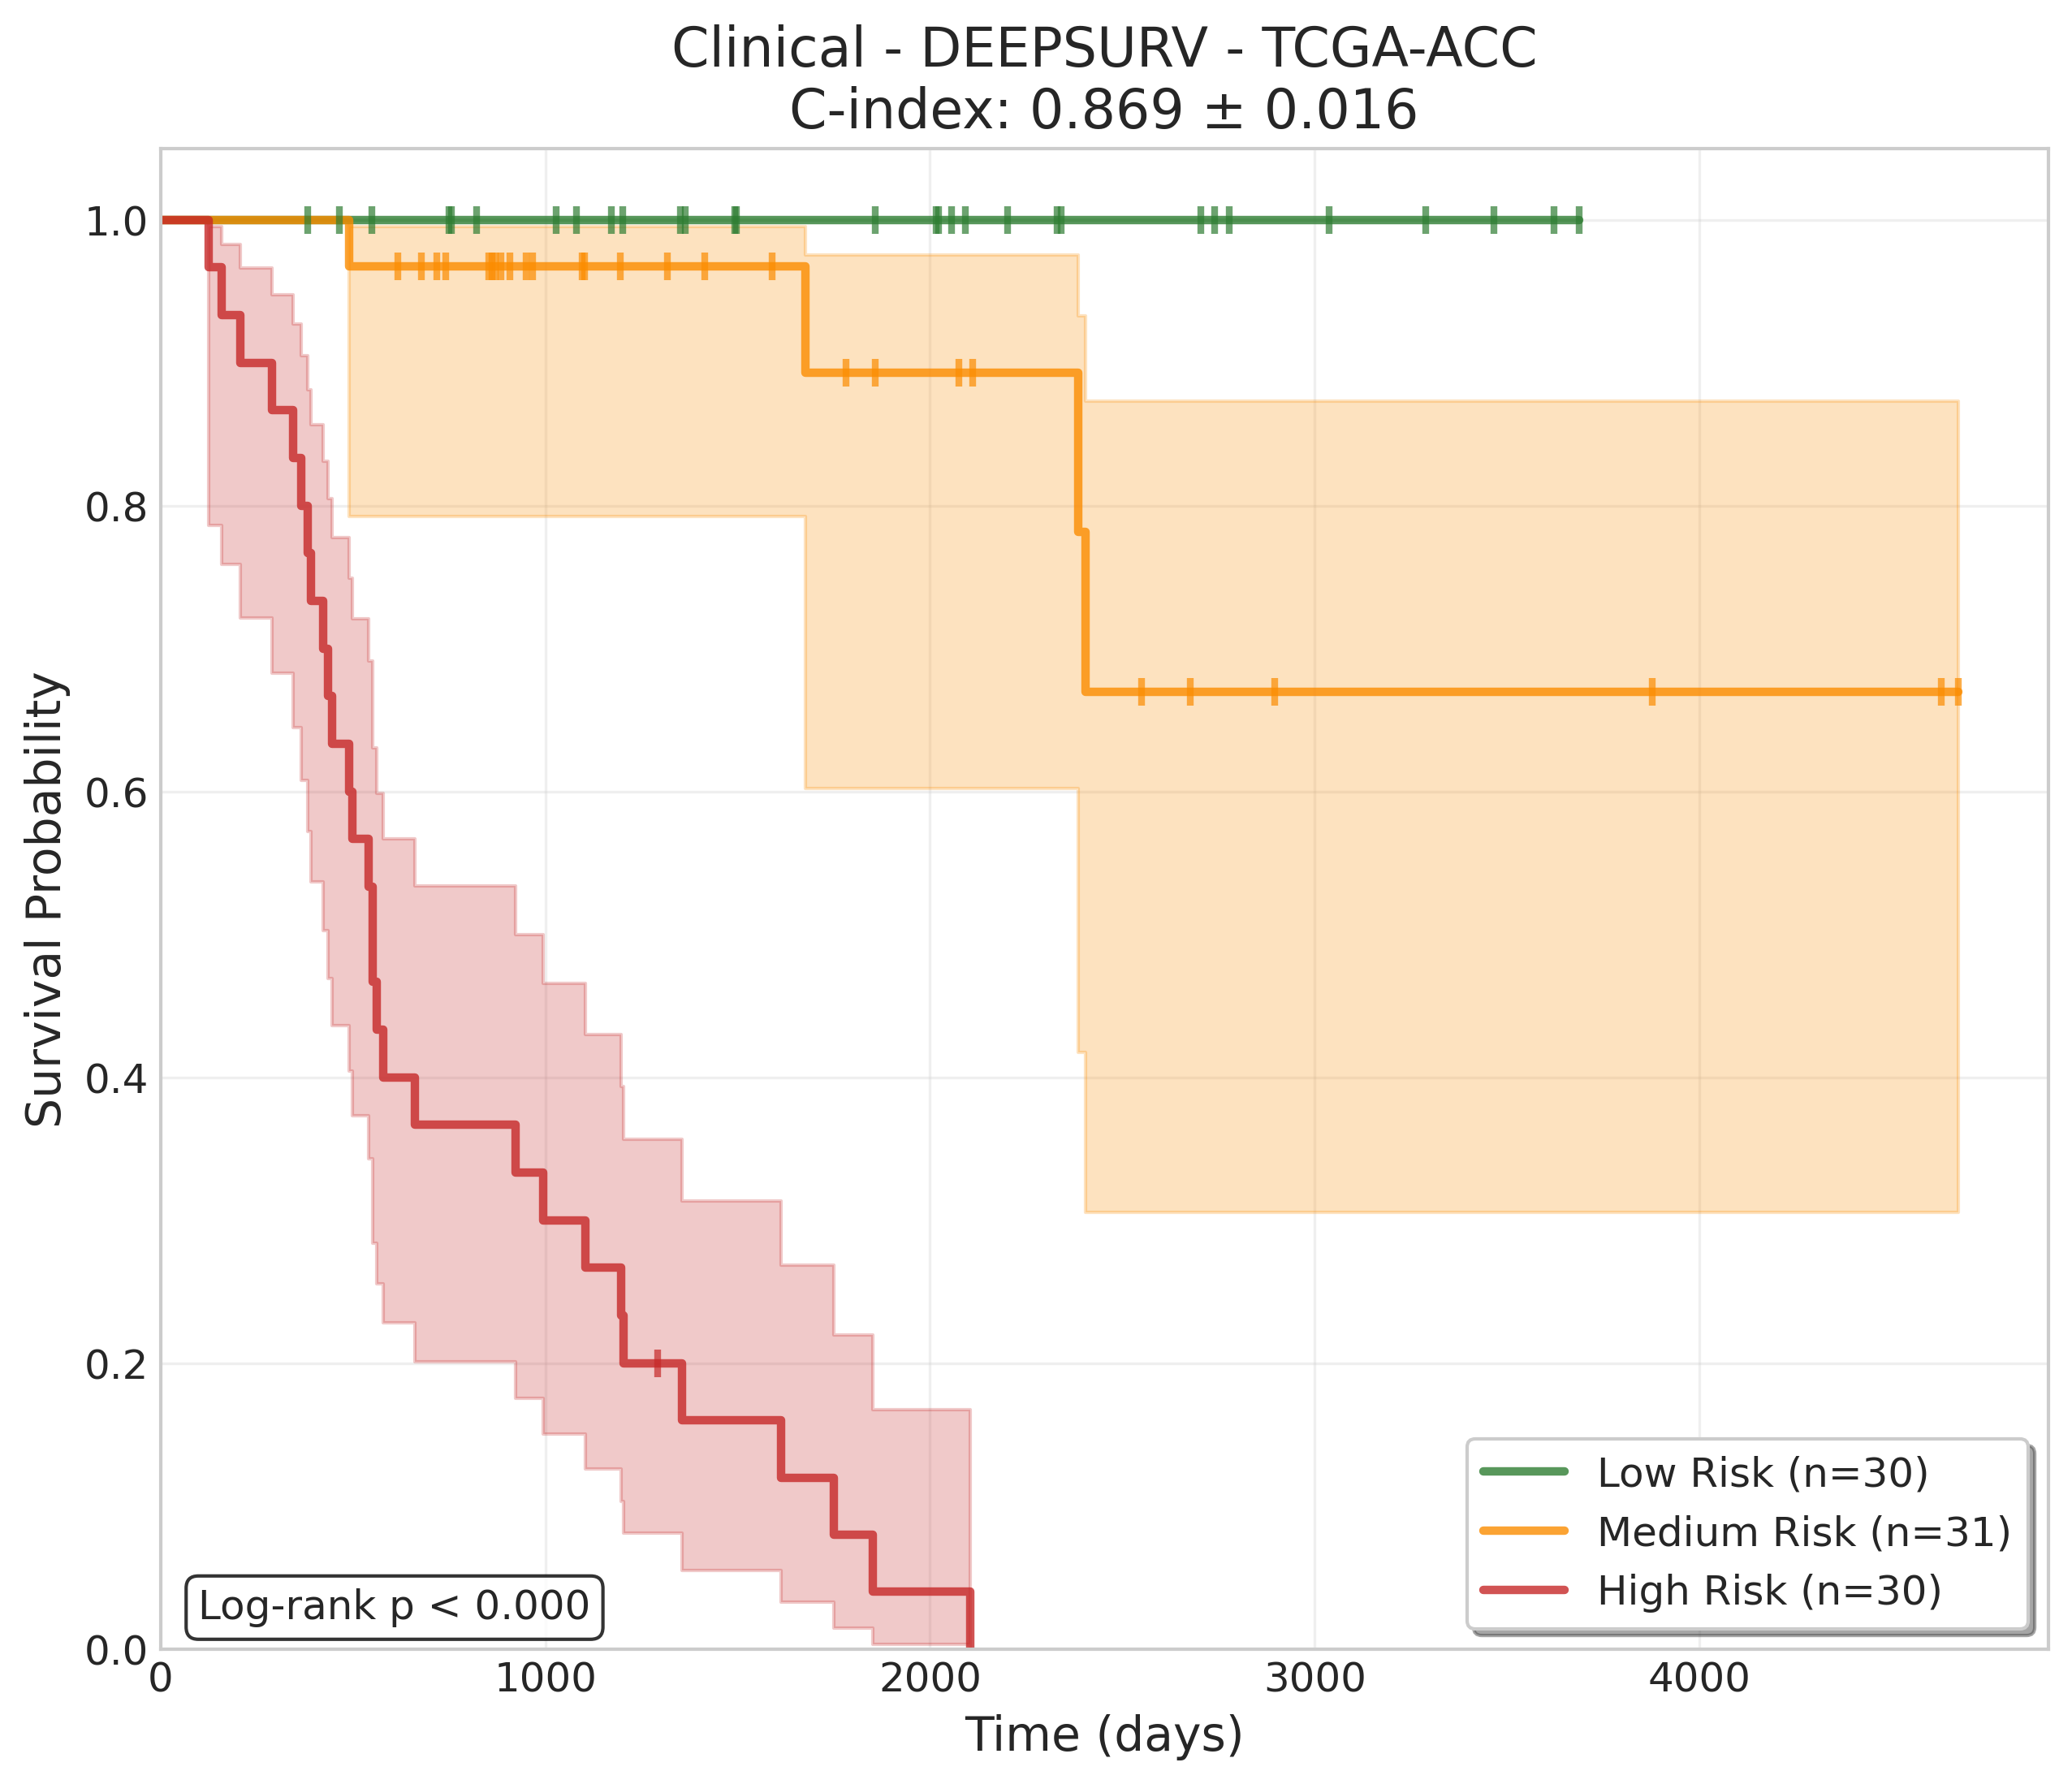 Clinical - DEEPSURV - TCGA-ACC
C-index: 0.869 ± 0.016
Survival Probability
1.0
0.8
0.6
0.4
0.2
0.0
Log-rank p < 0.000
Low Risk (n=30)
Medium Risk (n=31)
High Risk (n=30)
0 1000 2000 3000 4000
Time (days)